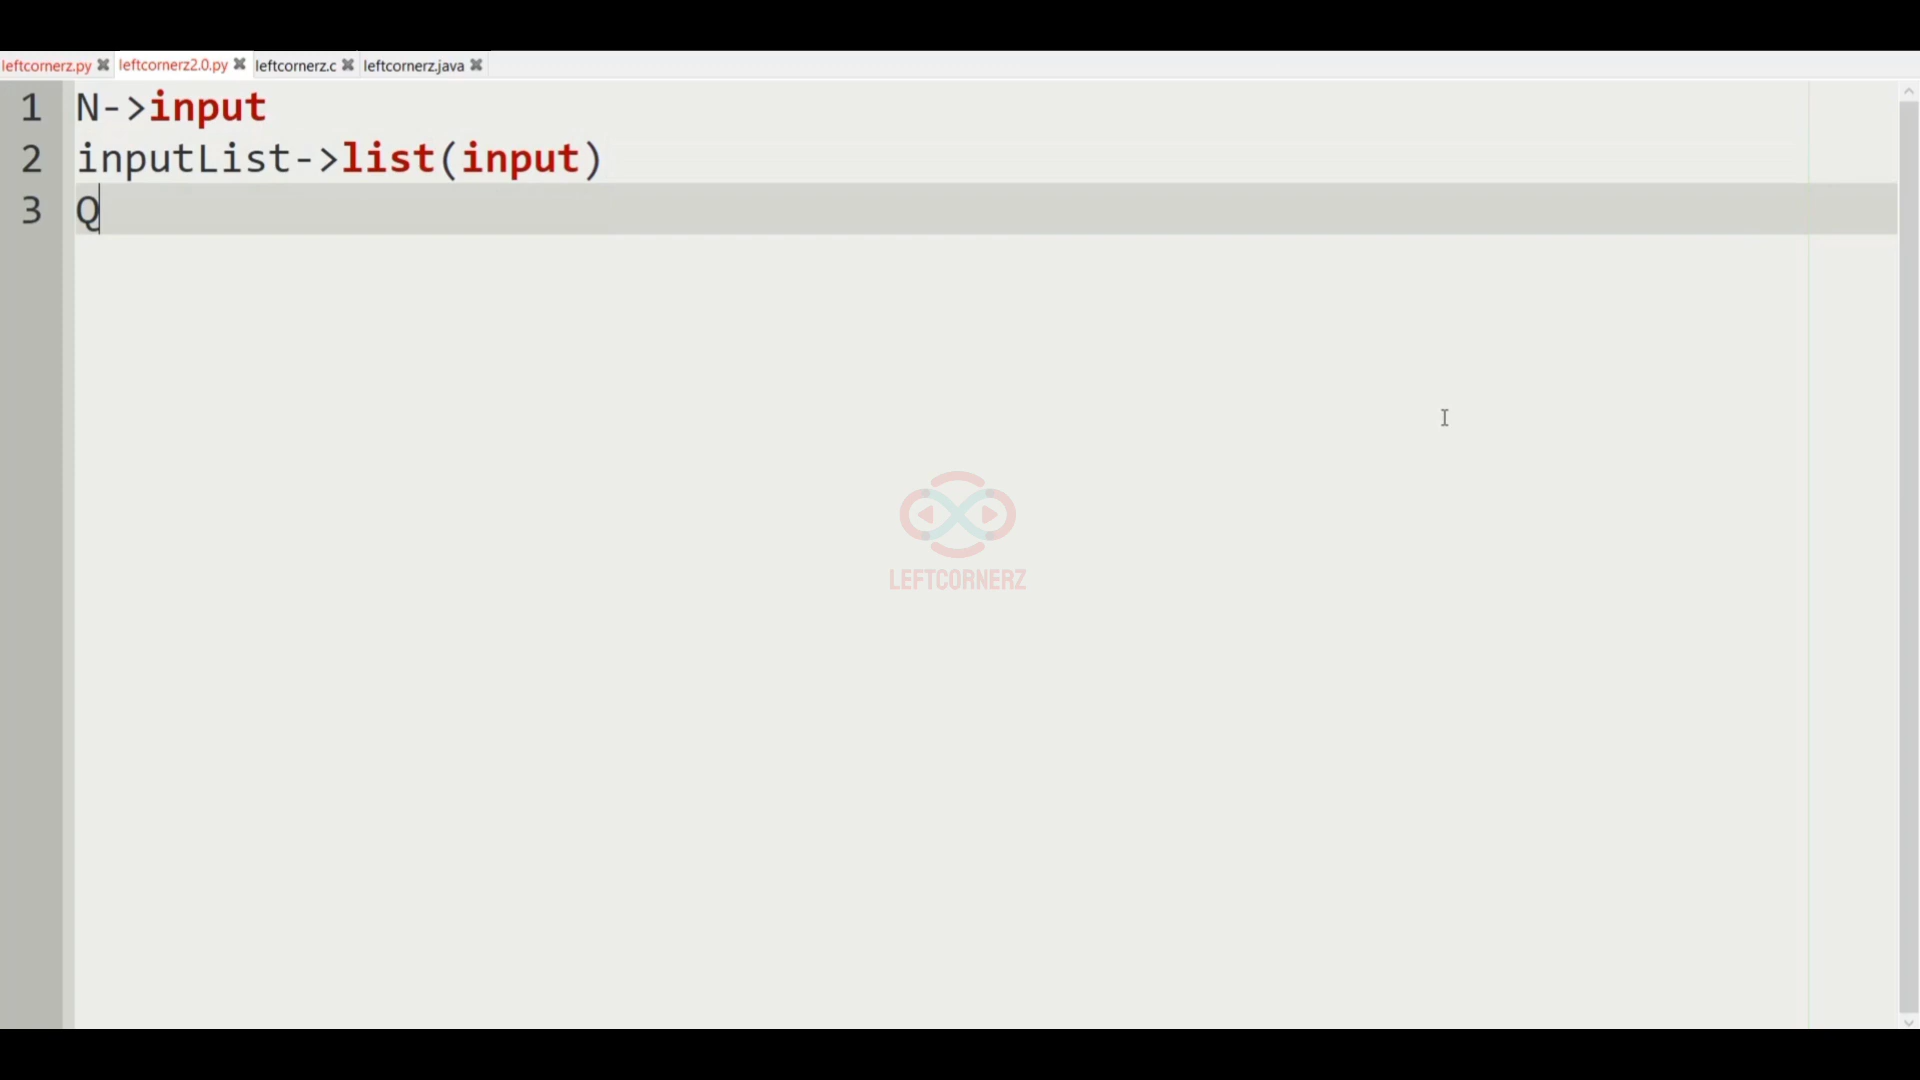 leftcornerz.py leftcornerz2.0.py leftcornerz.c leftcornerz.java
1 N->input
2 inputList->list(input)
3 Q
LEFTCORNERZ